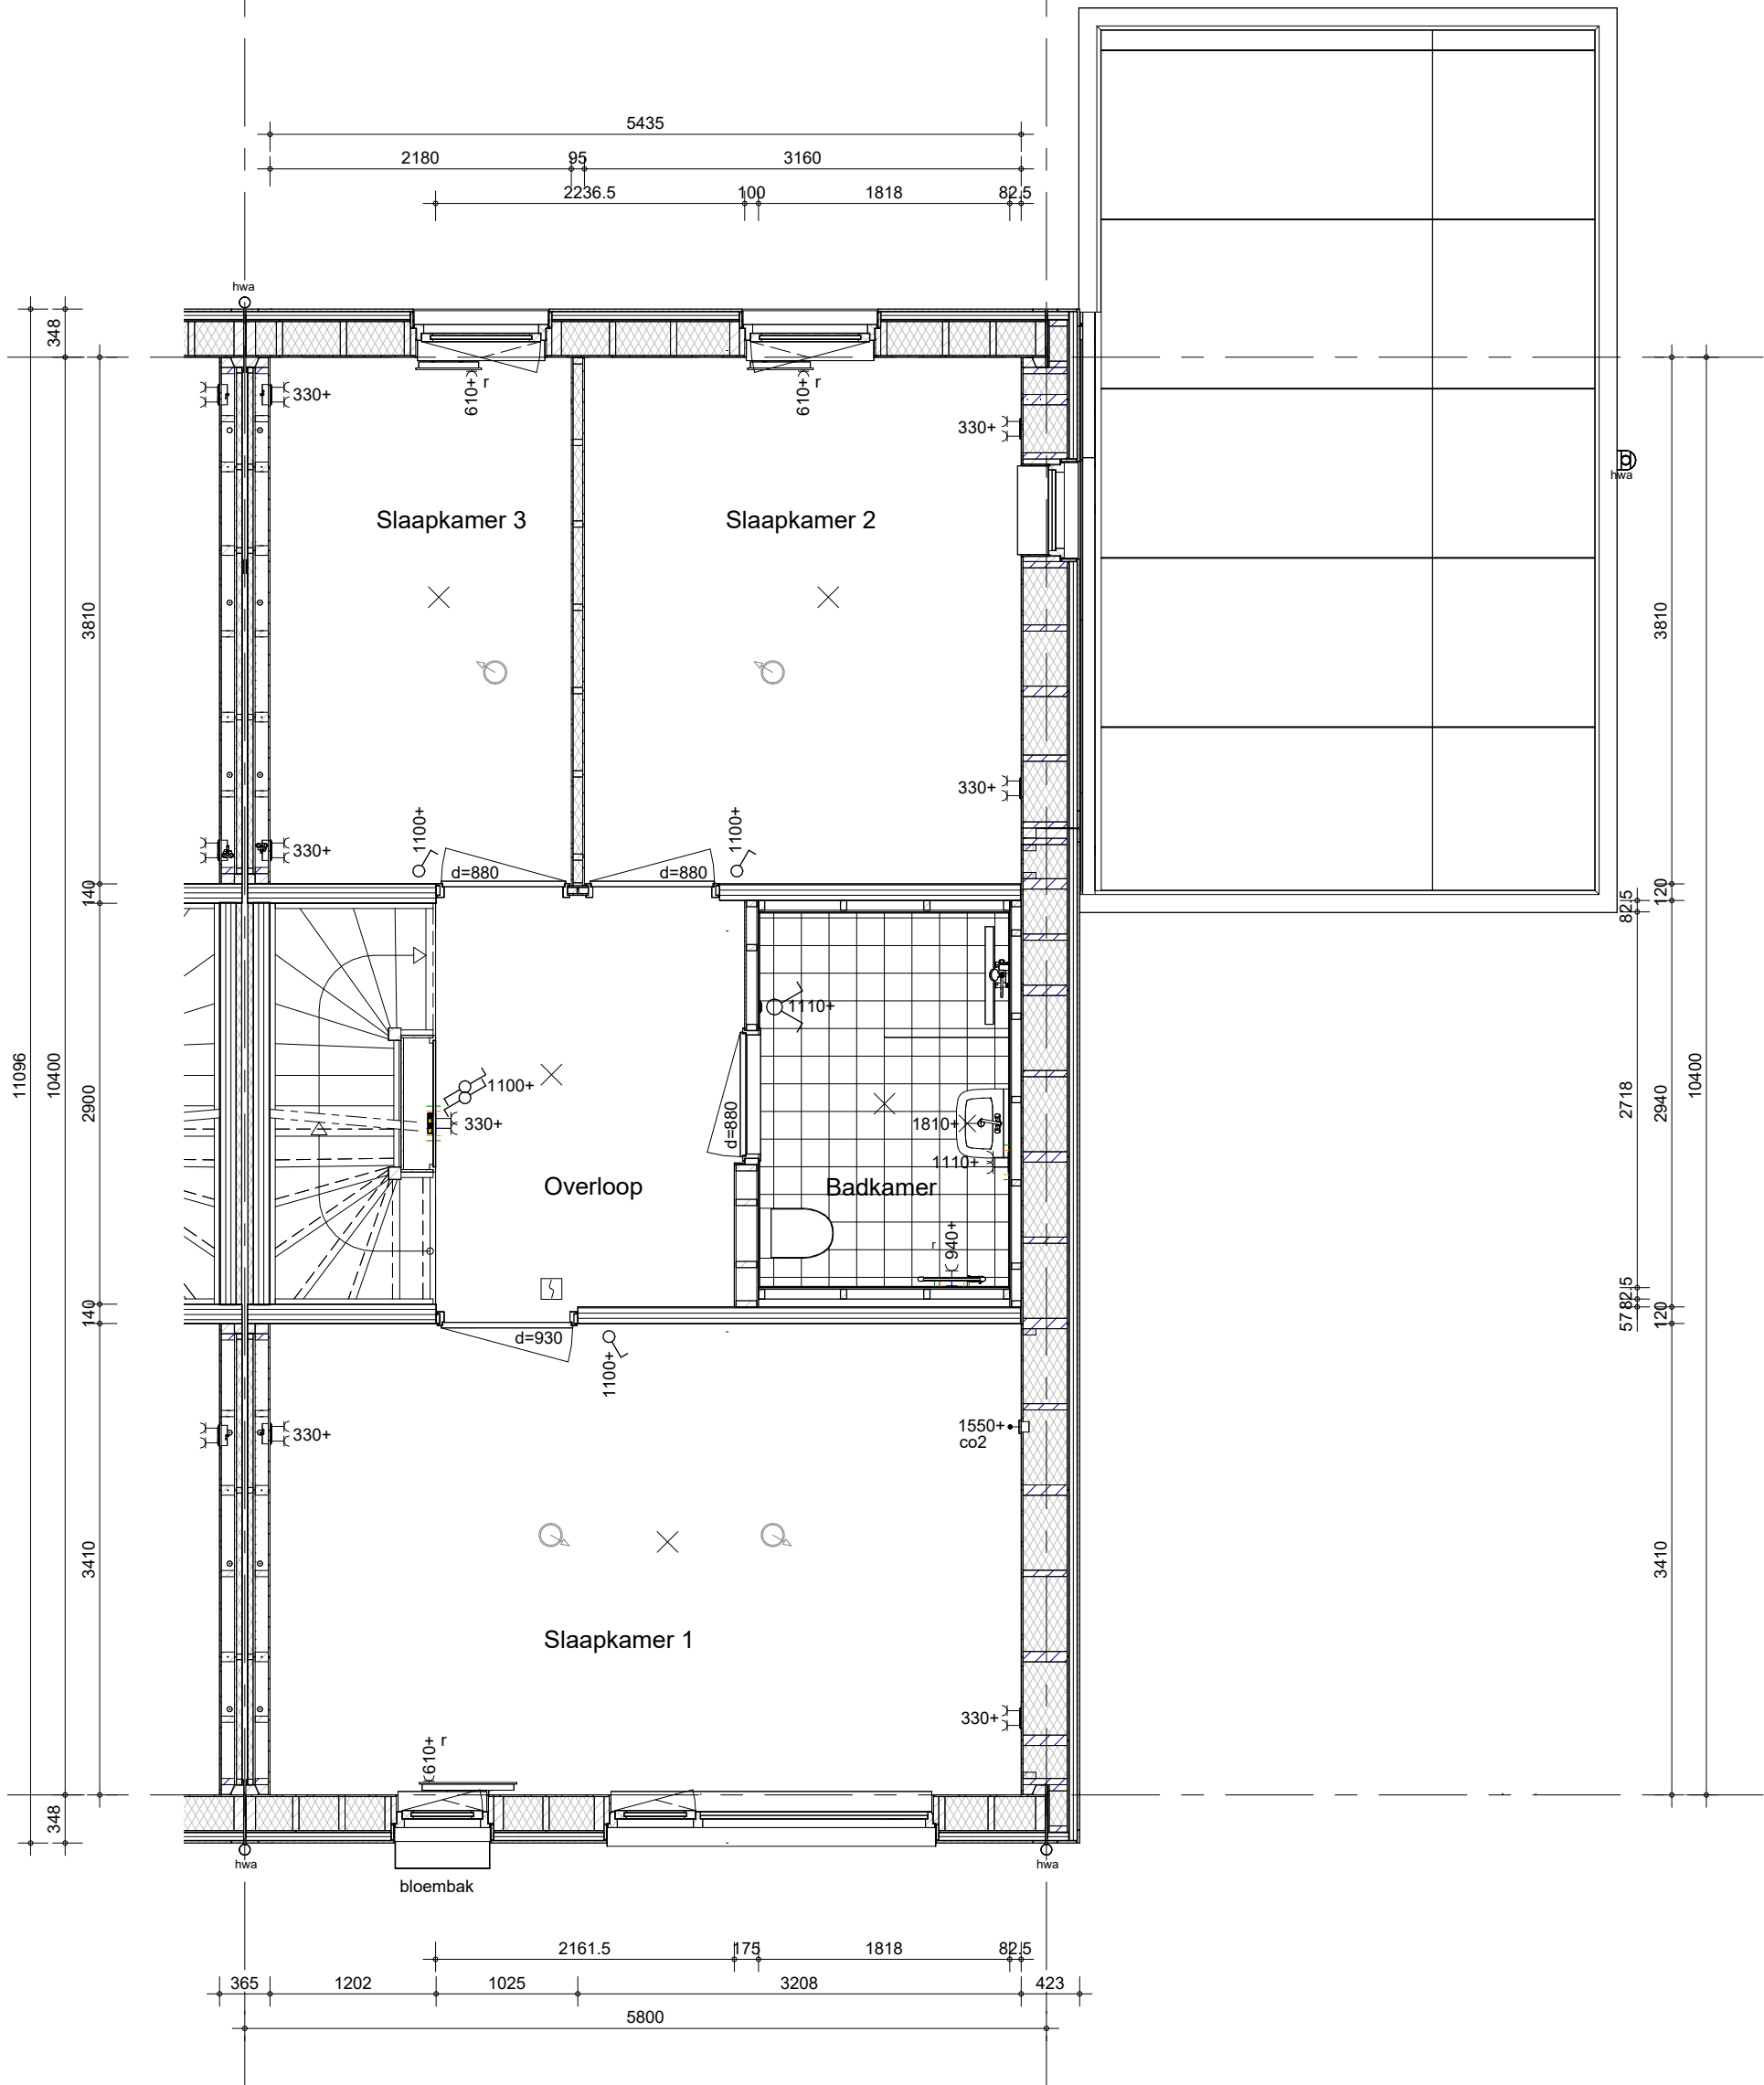 5435
2180 95 3160
2236.5 100 1818 82.5
hwa
348
610+ r
610+ r
330+
330+
hwa
Slaapkamer 3
Slaapkamer 2
3810
3810
330+
1100+
1100+
330+
d=880
d=880
140
120
82.5
1110+
11096
10400
2900
1100+
330+
d=880
1810+
1110+
2718
2940
10400
Overloop
Badkamer
r
940+
140
82.5
57
120
d=930
1100+
330+
1550+
co2
3410
3410
Slaapkamer 1
330+
610+ r
348
hwa
hwa
bloembak
2161.5 175 1818 82.5
365 1202 1025 3208 423
5800